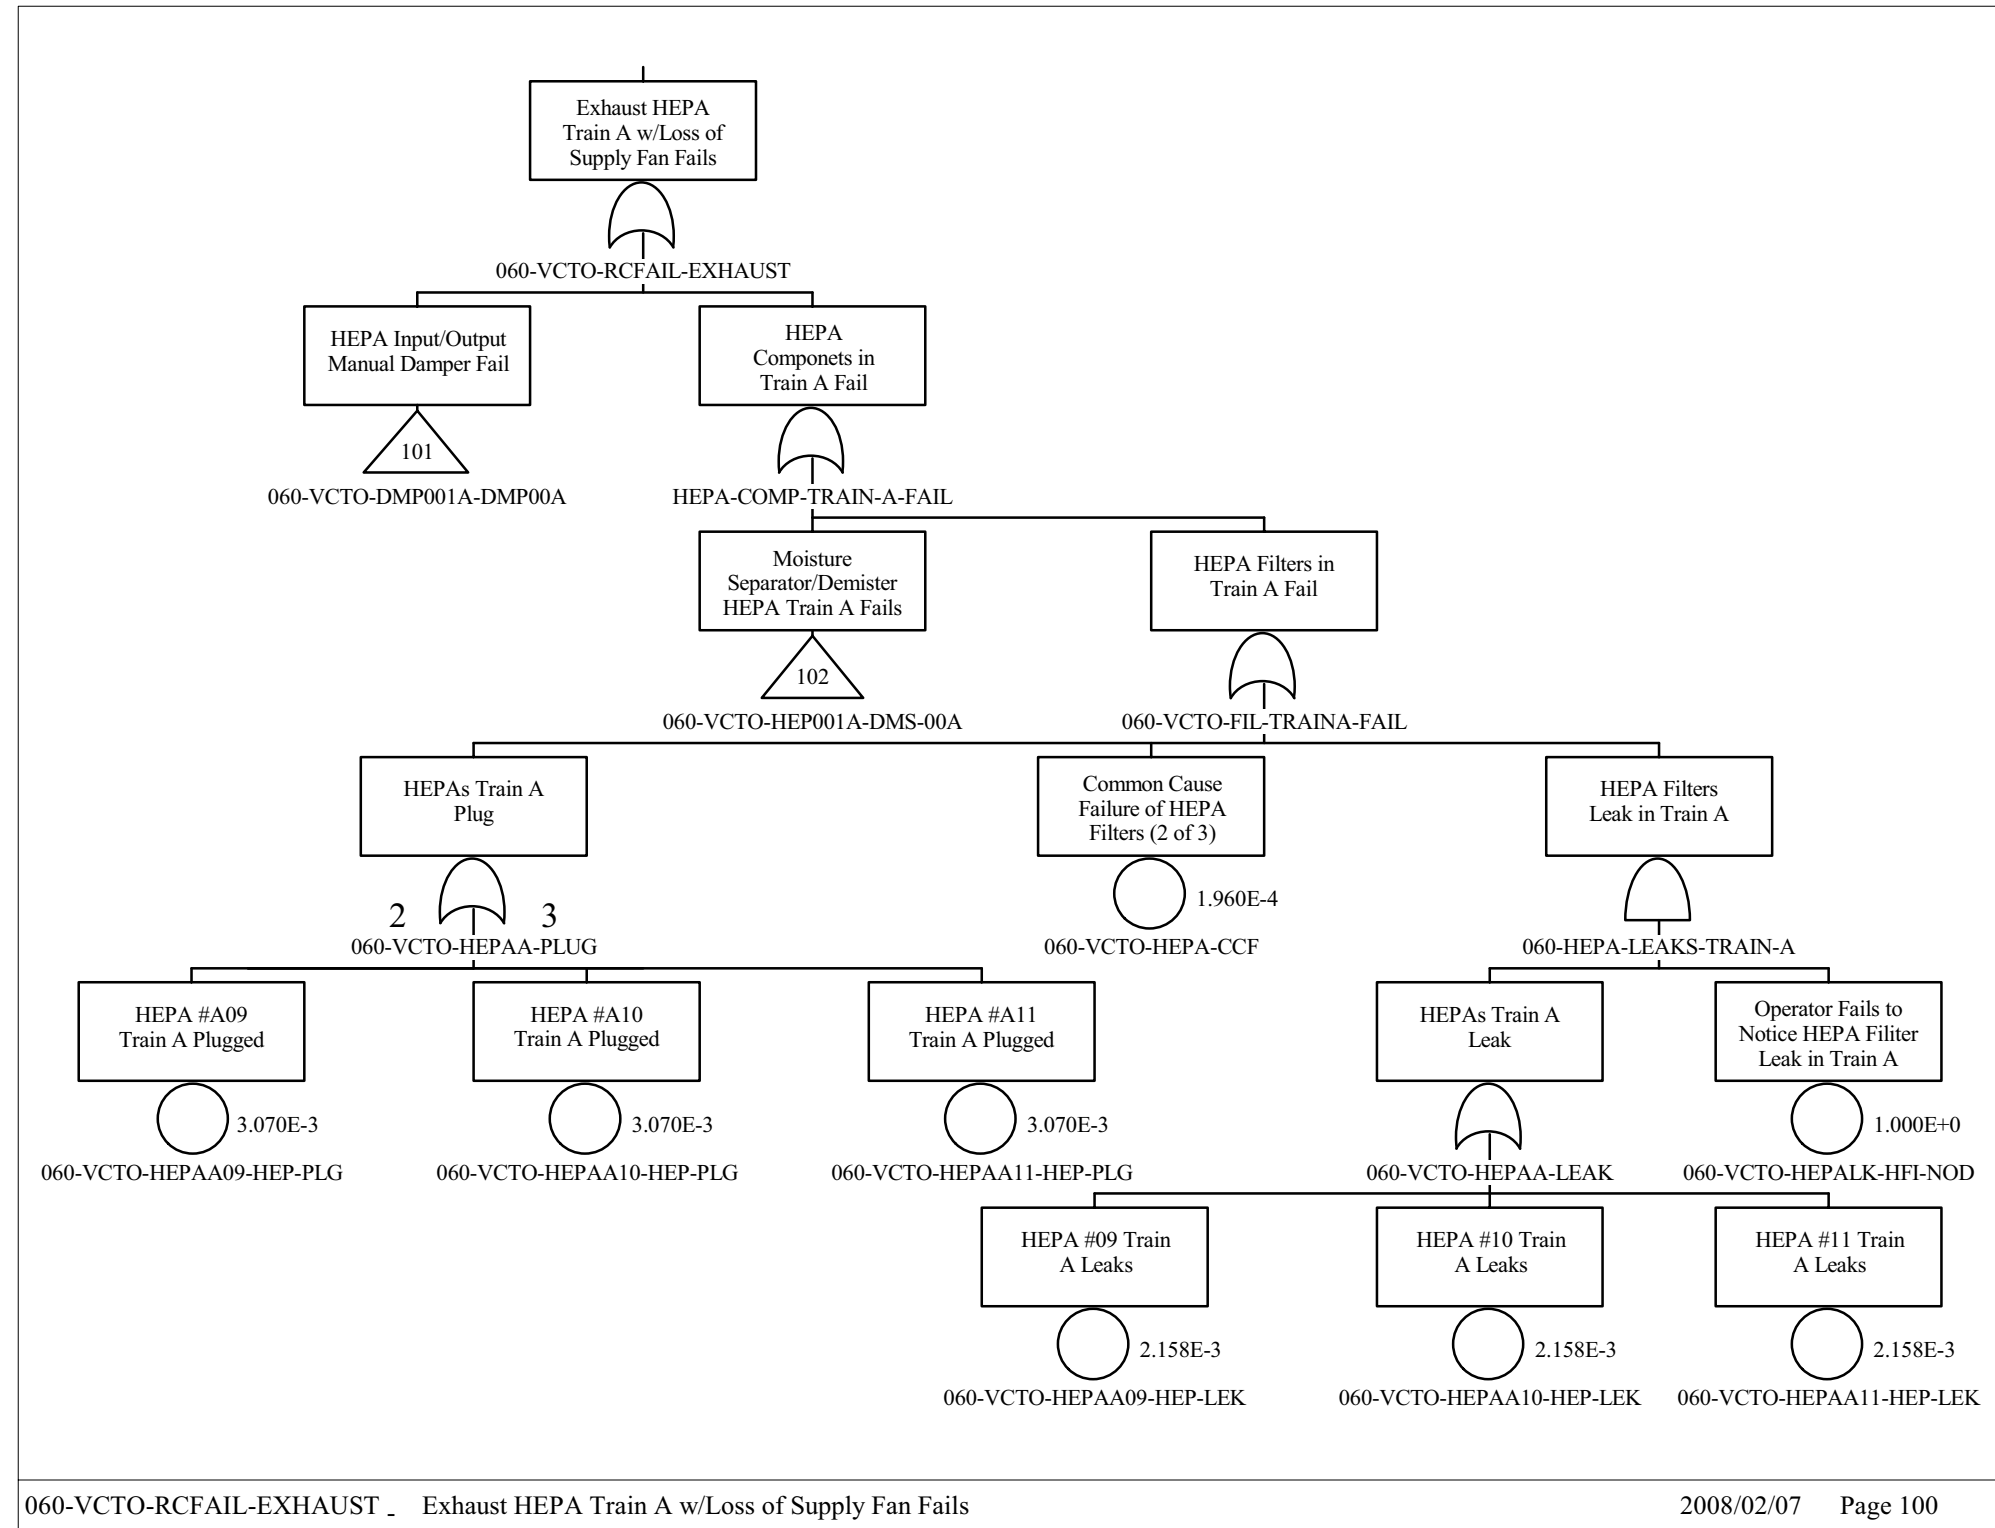 Exhaust HEPA
Train A w/Loss of
Supply Fan Fails
060-VCTO-RCFAIL-EXHAUST
HEPA Input/Output
Manual Damper Fail
101
060-VCTO-DMP001A-DMP00A
HEPA
Componets in
Train A Fail
HEPA-COMP-TRAIN-A-FAIL
Moisture
Separator/Demister
HEPA Train A Fails
102
060-VCTO-HEP001A-DMS-00A
HEPA Filters in
Train A Fail
060-VCTO-FIL-TRAINA-FAIL
HEPAs Train A
Plug
2 3
060-VCTO-HEPAA-PLUG
Common Cause
Failure of HEPA
Filters (2 of 3)
1.960E-4
060-VCTO-HEPA-CCF
HEPA Filters
Leak in Train A
060-HEPA-LEAKS-TRAIN-A
HEPA #A09
Train A Plugged
3.070E-3
060-VCTO-HEPAA09-HEP-PLG
HEPA #A10
Train A Plugged
3.070E-3
060-VCTO-HEPAA10-HEP-PLG
HEPA #A11
Train A Plugged
3.070E-3
060-VCTO-HEPAA11-HEP-PLG
HEPAs Train A
Leak
060-VCTO-HEPAA-LEAK
Operator Fails to
Notice HEPA Filiter
Leak in Train A
1.000E+0
060-VCTO-HEPALK-HFI-NOD
HEPA #09 Train
A Leaks
2.158E-3
060-VCTO-HEPAA09-HEP-LEK
HEPA #10 Train
A Leaks
2.158E-3
060-VCTO-HEPAA10-HEP-LEK
HEPA #11 Train
A Leaks
2.158E-3
060-VCTO-HEPAA11-HEP-LEK
060-VCTO-RCFAIL-EXHAUST _ Exhaust HEPA Train A w/Loss of Supply Fan Fails 2008/02/07 Page 100